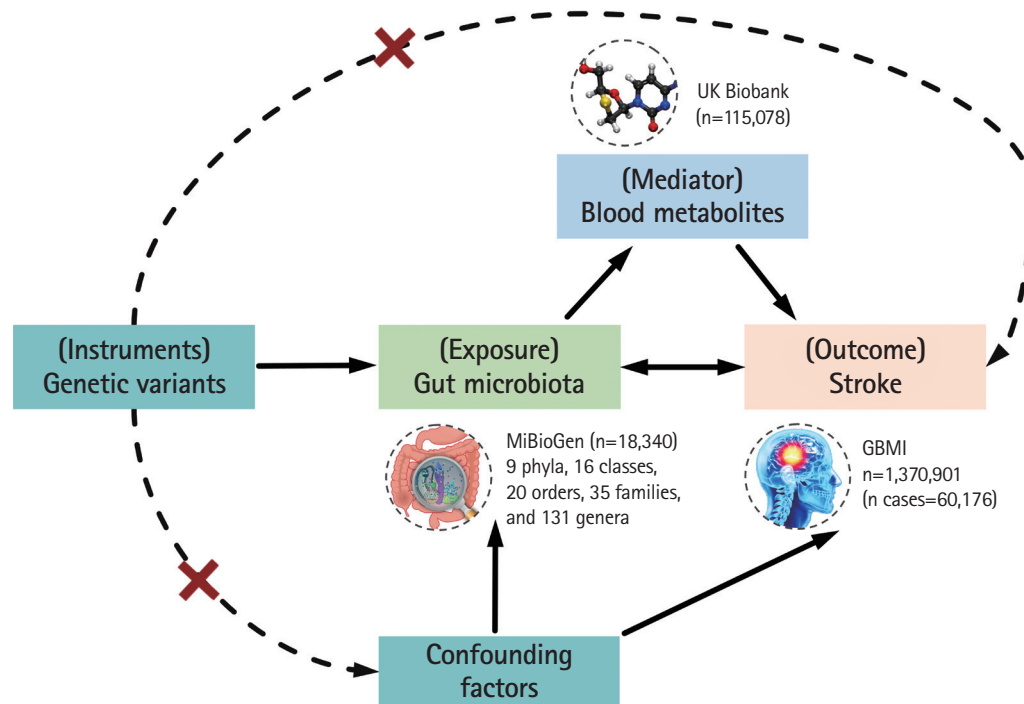 UK Biobank
(n=115,078)
(Mediator)
Blood metabolites
(Instruments)
Genetic variants
(Exposure)
Gut microbiota
(Outcome)
Stroke
MiBioGen (n=18,340)
9 phyla, 16 classes,
20 orders, 35 families,
and 131 genera
GBMI
n=1,370,901
(n cases=60,176)
Confounding
factors